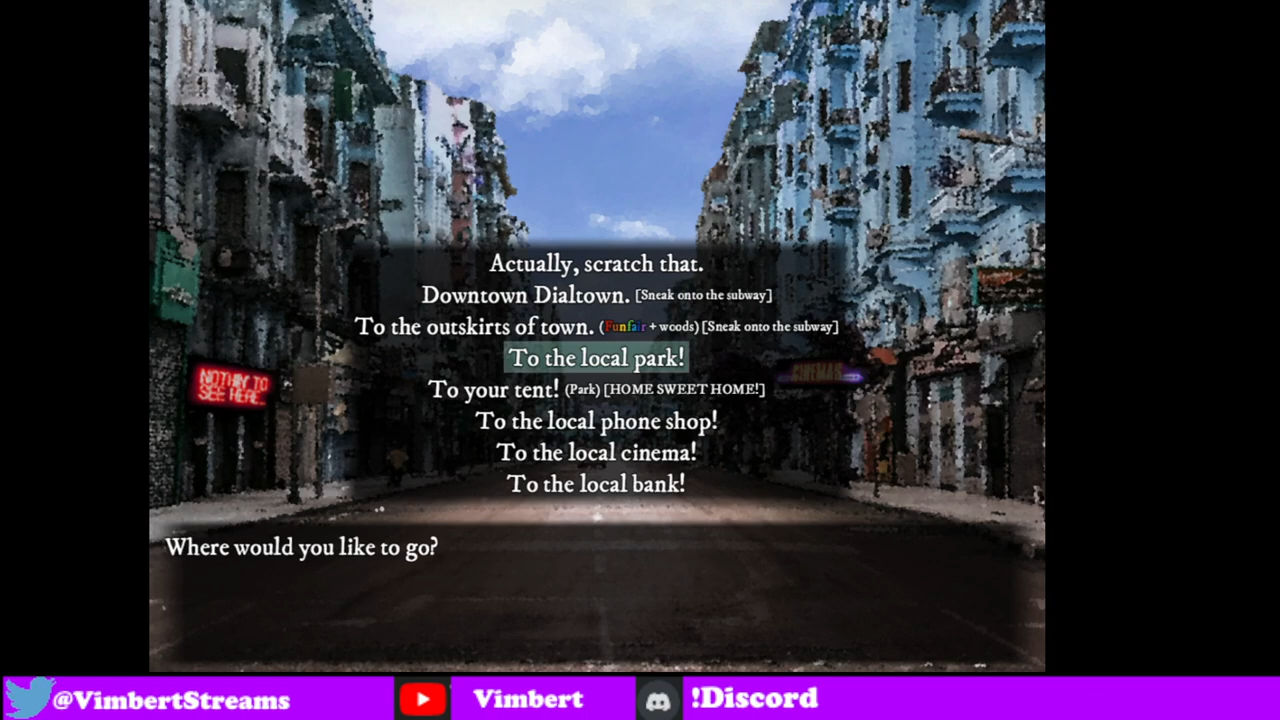 Actually, scratch that.
Downtown Dialtown. [Sneak onto the subway]
To the outskirts of town. (Funfair + woods) [Sneak onto the subway]
To the local park!
To your tent! (Park) [HOME SWEET HOME!]
To the local phone shop!
To the local cinema!
To the local bank!
NOTHIN TO
SEE HERE
CINEMAS
Where would you like to go?
@VimbertStreams
Vimbert
!Discord